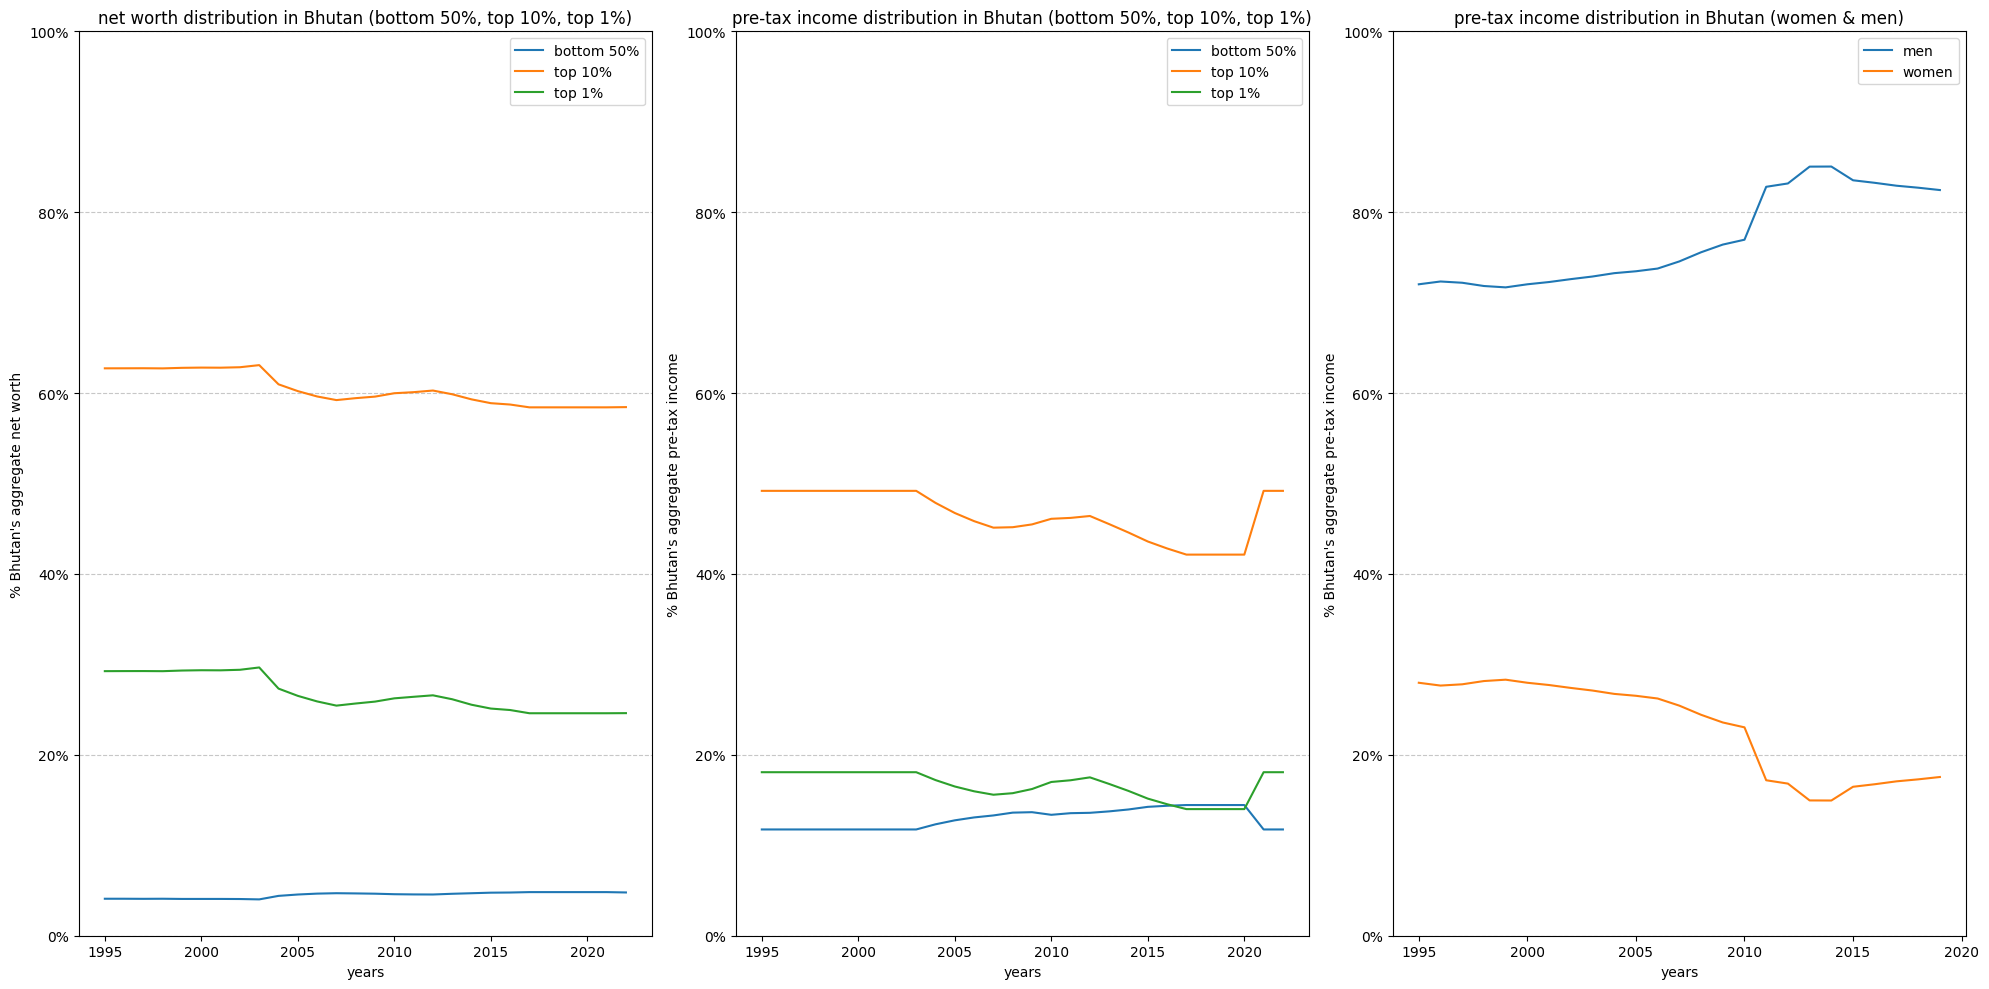 net worth distribution in Bhutan (bottom 50%, top 10%, top 1%)
100%
80%
60%
40%
20%
0%
% Bhutan's aggregate net worth
bottom 50%
top 10%
top 1%
1995
2000
2005
2010
2015
2020
years
pre-tax income distribution in Bhutan (bottom 50%, top 10%, top 1%)
100%
80%
60%
40%
20%
0%
% Bhutan's aggregate pre-tax income
bottom 50%
top 10%
top 1%
1995
2000
2005
2010
2015
2020
years
pre-tax income distribution in Bhutan (women & men)
100%
80%
60%
40%
20%
0%
% Bhutan's aggregate pre-tax income
men
women
1995
2000
2005
2010
2015
2020
years